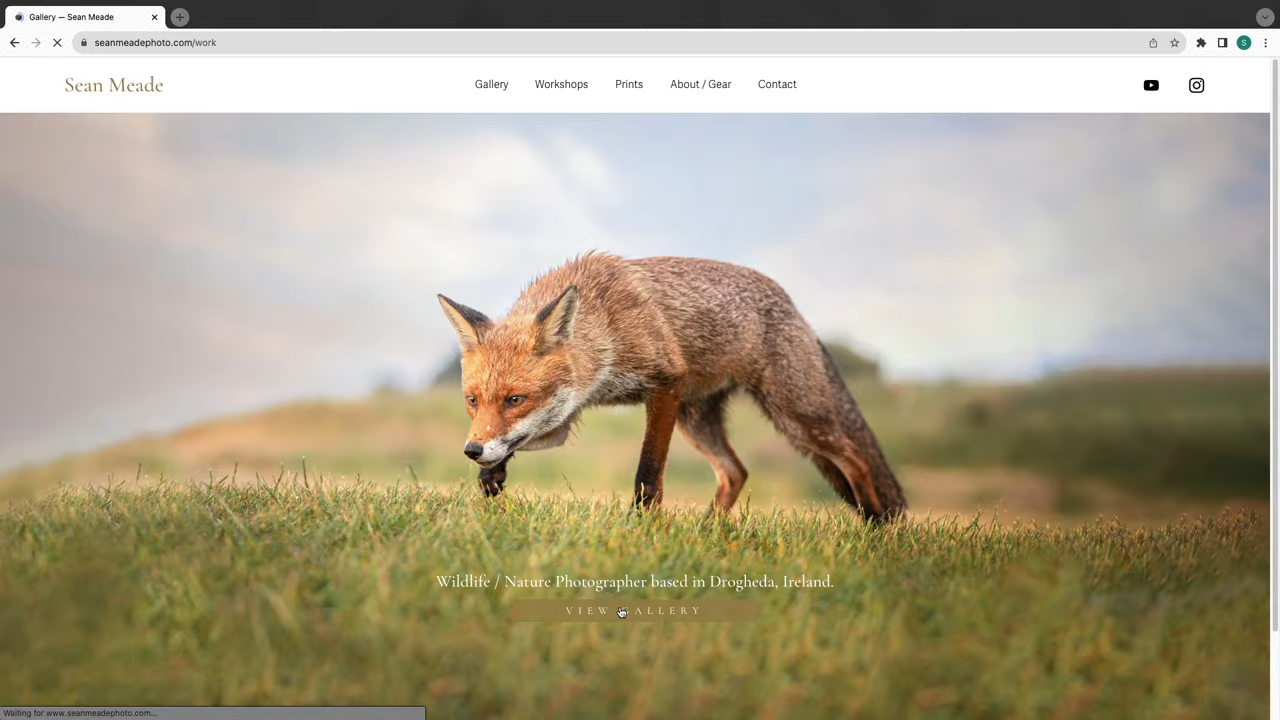 Gallery — Sean Meade
seanmeadephoto.com/work
S
Sean Meade
Gallery
Workshops
Prints
About / Gear
Contact
Wildlife / Nature Photographer based in Drogheda, Ireland.
VIEW GALLERY
Waiting for www.seanmeadephoto.com...